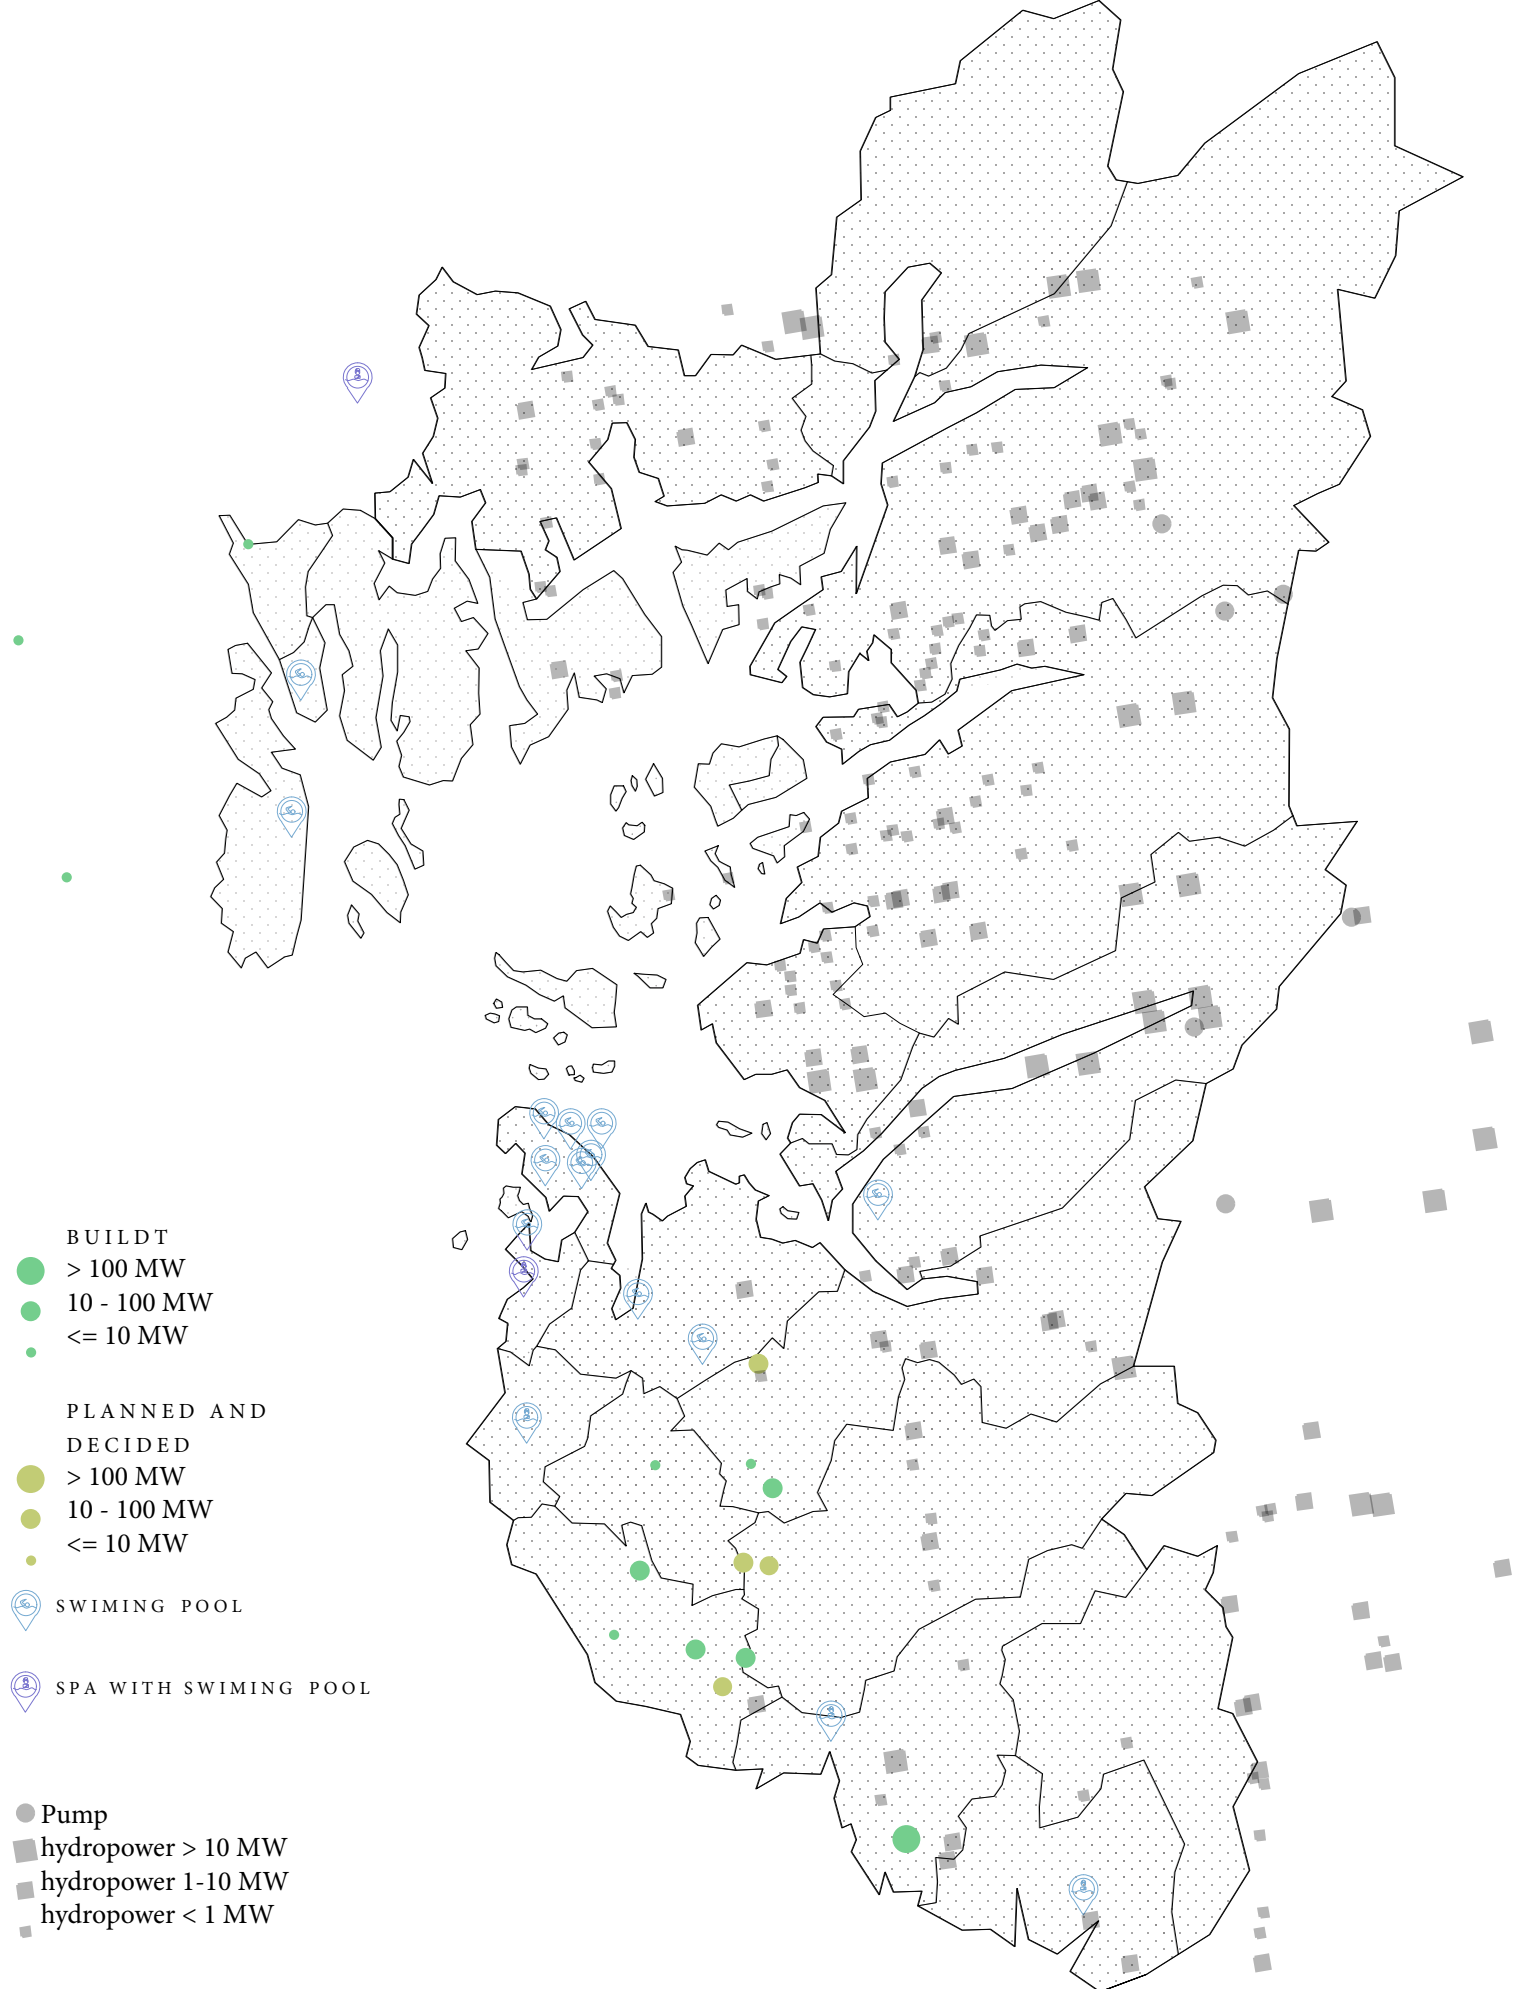 BUILDT
> 100 MW
10 - 100 MW
<= 10 MW
PLANNED AND
DECIDED
> 100 MW
10 - 100 MW
<= 10 MW
SWIMING POOL
SPA WITH SWIMING POOL
Pump
hydropower > 10 MW
hydropower 1-10 MW
hydropower < 1 MW